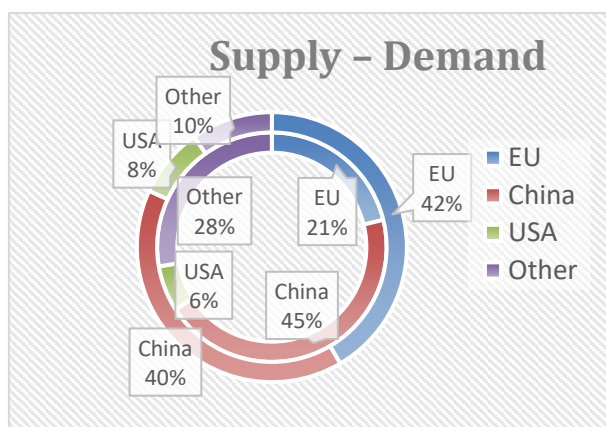 Supply – Demand
Other
10%
USA
8%
Other
28%
EU
21%
EU
42%
USA
6%
China
45%
China
40%
EU
China
USA
Other